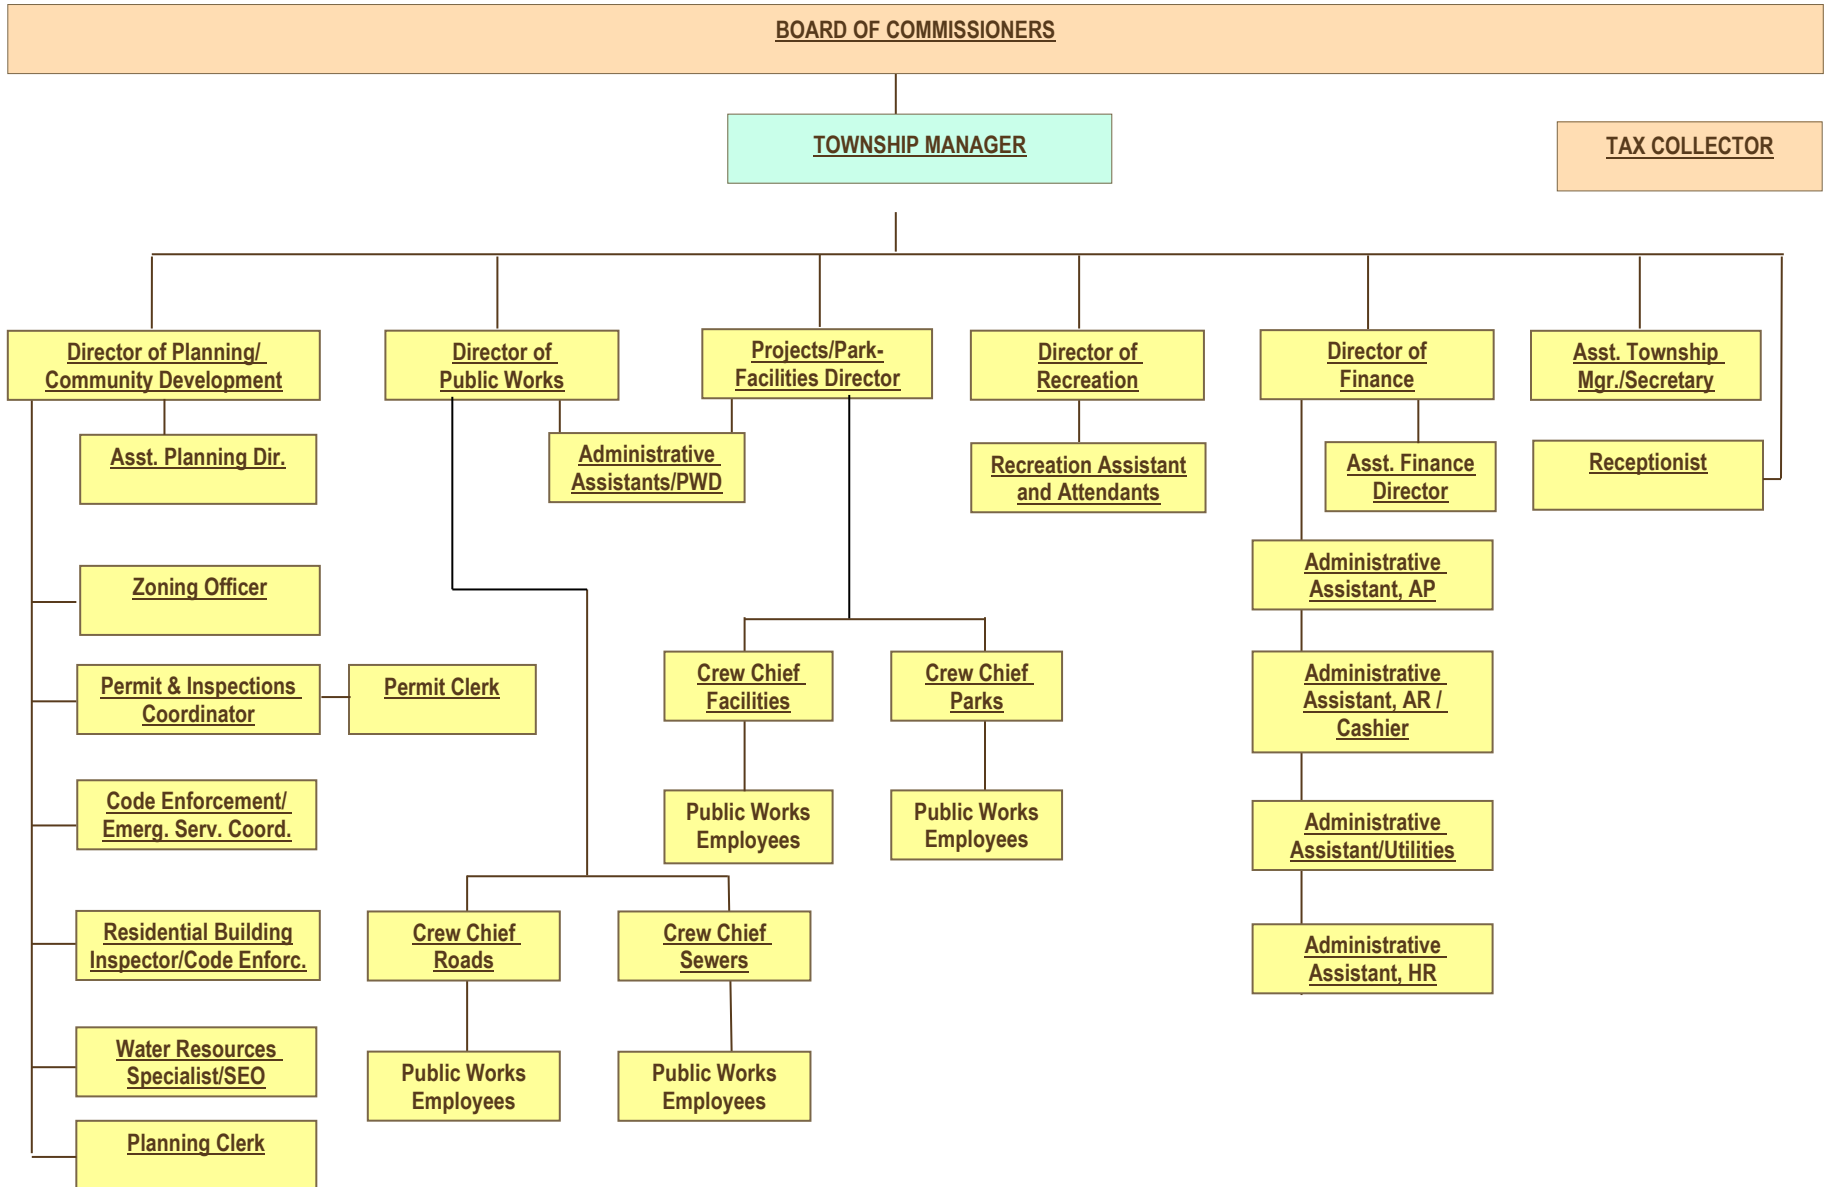 BOARD OF COMMISSIONERS
TOWNSHIP MANAGER
TAX COLLECTOR
Director of Planning/
Community Development
Director of
Public Works
Projects/Park-
Facilities Director
Director of
Recreation
Director of
Finance
Asst. Township
Mgr./Secretary
Asst. Planning Dir.
Administrative
Assistants/PWD
Recreation Assistant
and Attendants
Asst. Finance
Director
Receptionist
Zoning Officer
Administrative
Assistant, AP
Permit & Inspections
Coordinator
Permit Clerk
Crew Chief
Facilities
Crew Chief
Parks
Administrative
Assistant, AR /
Cashier
Code Enforcement/
Emerg. Serv. Coord.
Public Works
Employees
Public Works
Employees
Administrative
Assistant/Utilities
Residential Building
Inspector/Code Enforc.
Crew Chief
Roads
Crew Chief
Sewers
Administrative
Assistant, HR
Water Resources
Specialist/SEO
Public Works
Employees
Public Works
Employees
Planning Clerk